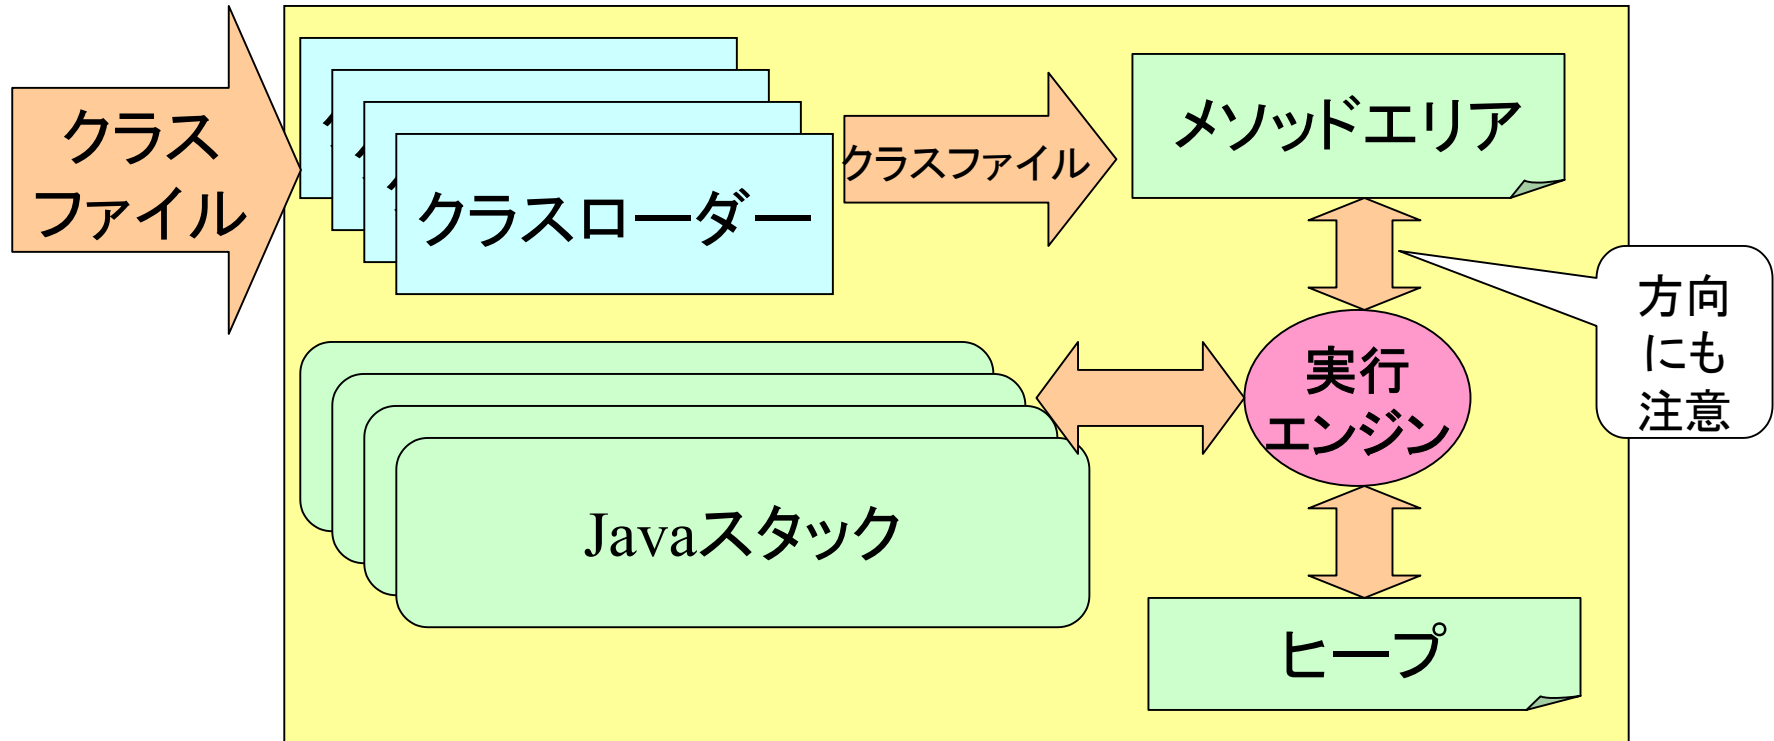 クラス
ファイル
クラスローダー
クラスファイル
メソッドエリア
方向
にも
注意
実行
エンジン
Javaスタック
ヒープ